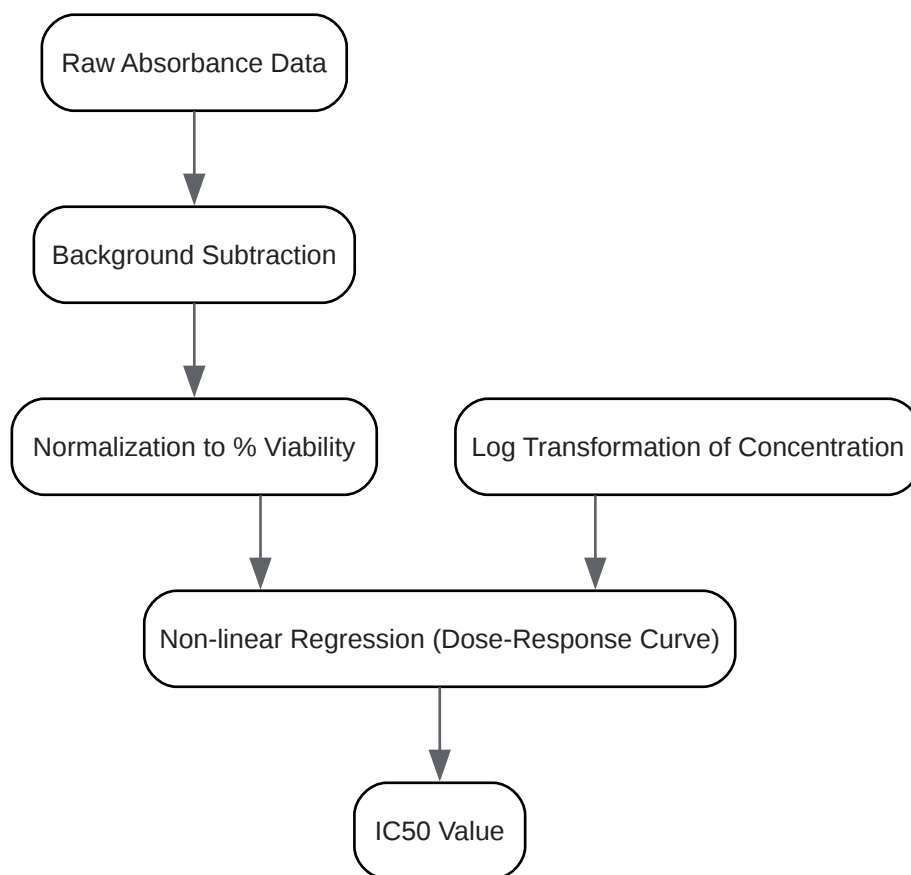 Raw Absorbance Data
Background Subtraction
Normalization to % Viability
Log Transformation of Concentration
Non-linear Regression (Dose-Response Curve)
IC50 Value